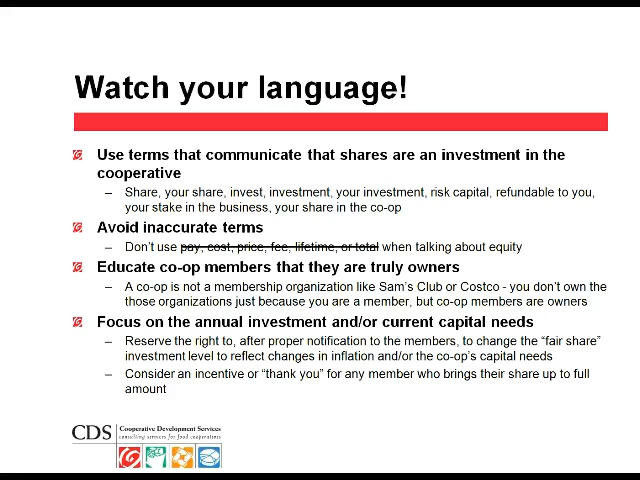 Watch your language!
Use terms that communicate that shares are an investment in the
cooperative
– Share, your share, invest, investment, your investment, risk capital, refundable to you,
your stake in the business, your share in the co-op
Avoid inaccurate terms
– Don't use pay, cost, price, fee, lifetime, or total when talking about equity
Educate co-op members that they are truly owners
– A co-op is not a membership organization like Sam's Club or Costco - you don't own the
those organizations just because you are a member, but co-op members are owners
Focus on the annual investment and/or current capital needs
– Reserve the right to, after proper notification to the members, to change the "fair share"
investment level to reflect changes in inflation and/or the co-op's capital needs
– Consider an incentive or "thank you" for any member who brings their share up to full
amount
CDS Cooperative Development Services
consulting services for food cooperatives